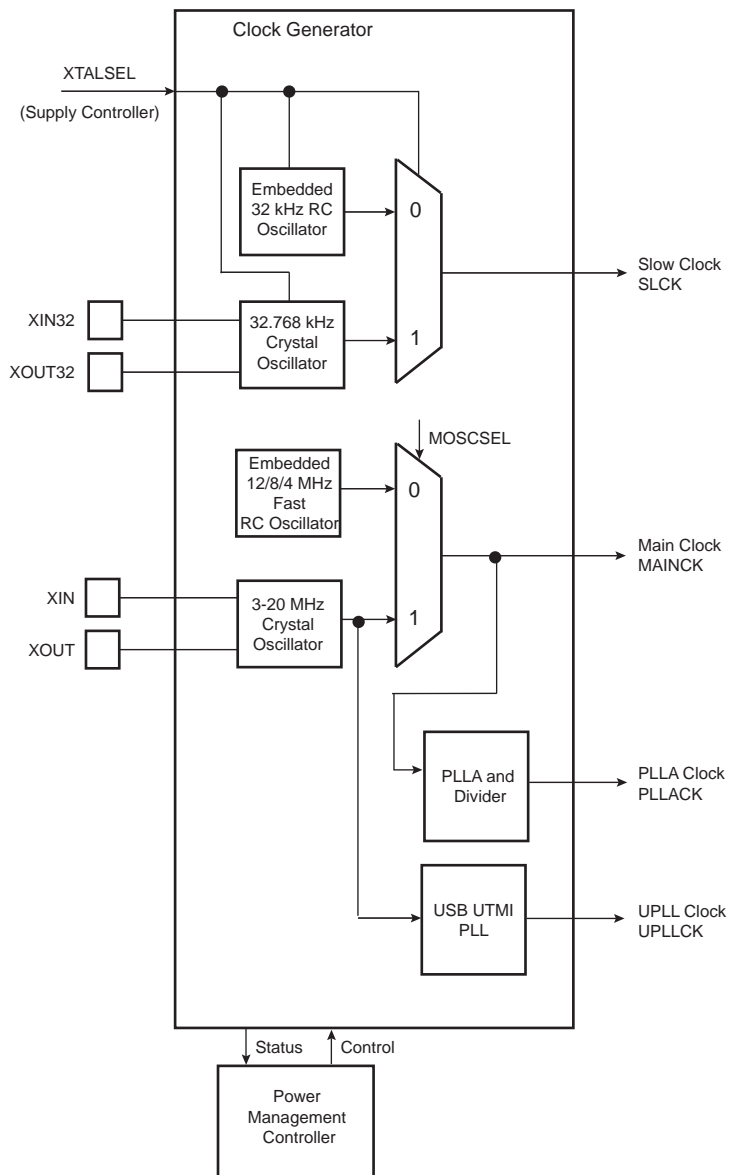 Clock Generator
XTALSEL
(Supply Controller)
Embedded
32 kHz RC
Oscillator
0
Slow Clock
SLCK
XIN32
32.768 kHz
Crystal
Oscillator
1
XOUT32
MOSCSEL
Embedded
12/8/4 MHz
Fast
RC Oscillator
0
Main Clock
MAINCK
XIN
3-20 MHz
Crystal
Oscillator
1
XOUT
PLLA and
Divider
PLLA Clock
PLLACK
USB UTMI
PLL
UPLL Clock
UPLLCK
Status
Control
Power
Management
Controller